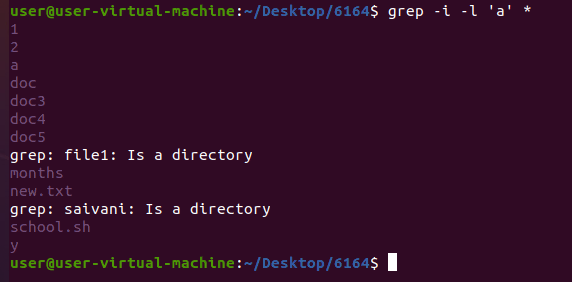 user@user-virtual-machine:~/Desktop/6164$ grep -i -l 'a' *
1
2
a
doc
doc3
doc4
doc5
grep: file1: Is a directory
months
new.txt
grep: saivani: Is a directory
school.sh
y
user@user-virtual-machine:~/Desktop/6164$